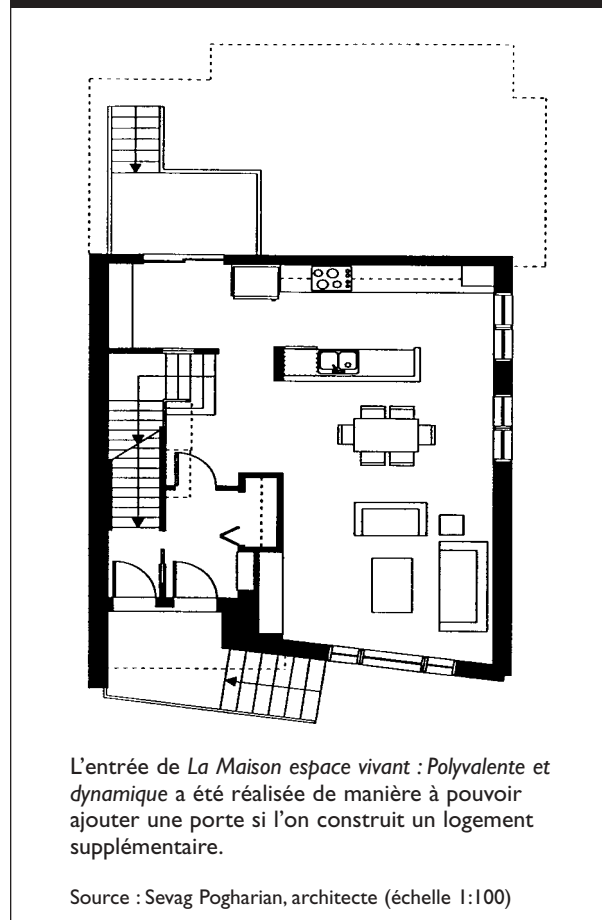 L'entrée de La Maison espace vivant : Polyvalente et
dynamique a été réalisée de manière à pouvoir
ajouter une porte si l'on construit un logement
supplémentaire.
Source : Sevag Pogharian, architecte (échelle 1:100)